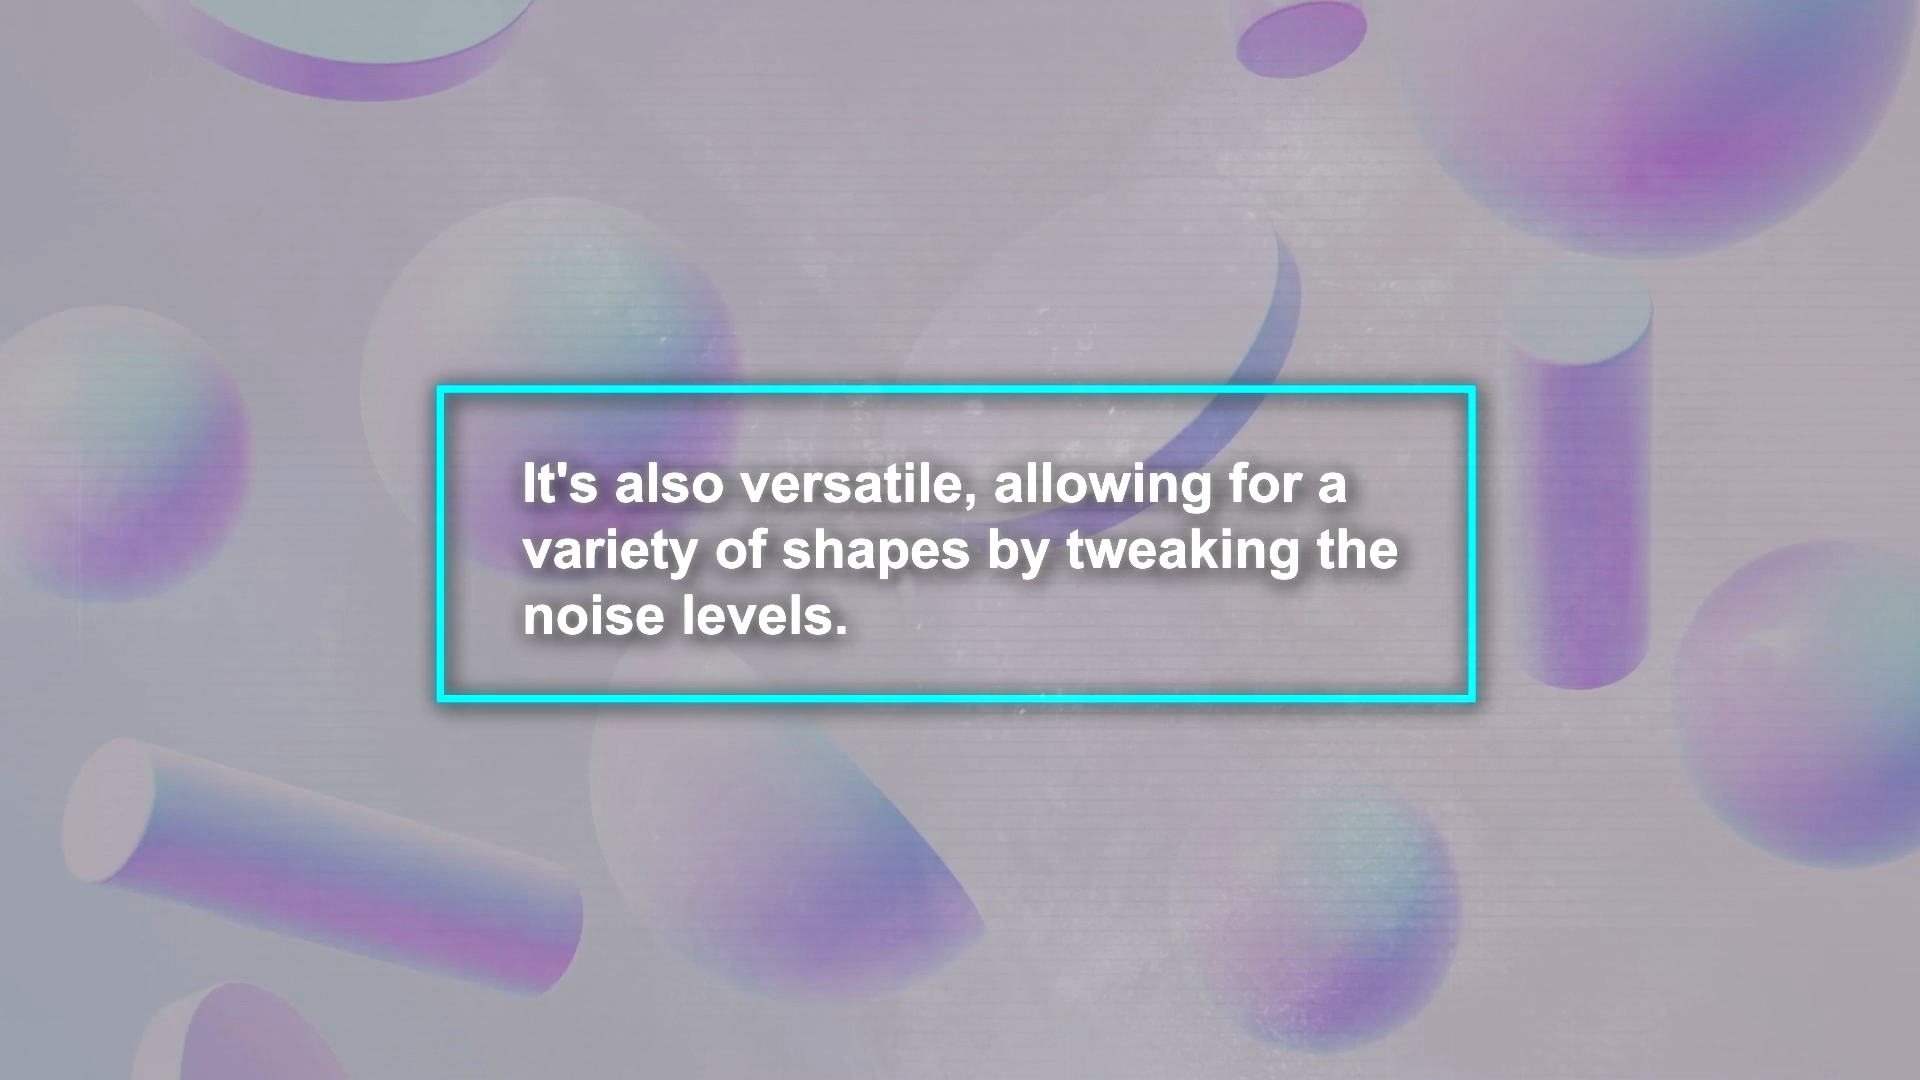 It's also versatile, allowing for a
variety of shapes by tweaking the
noise levels.